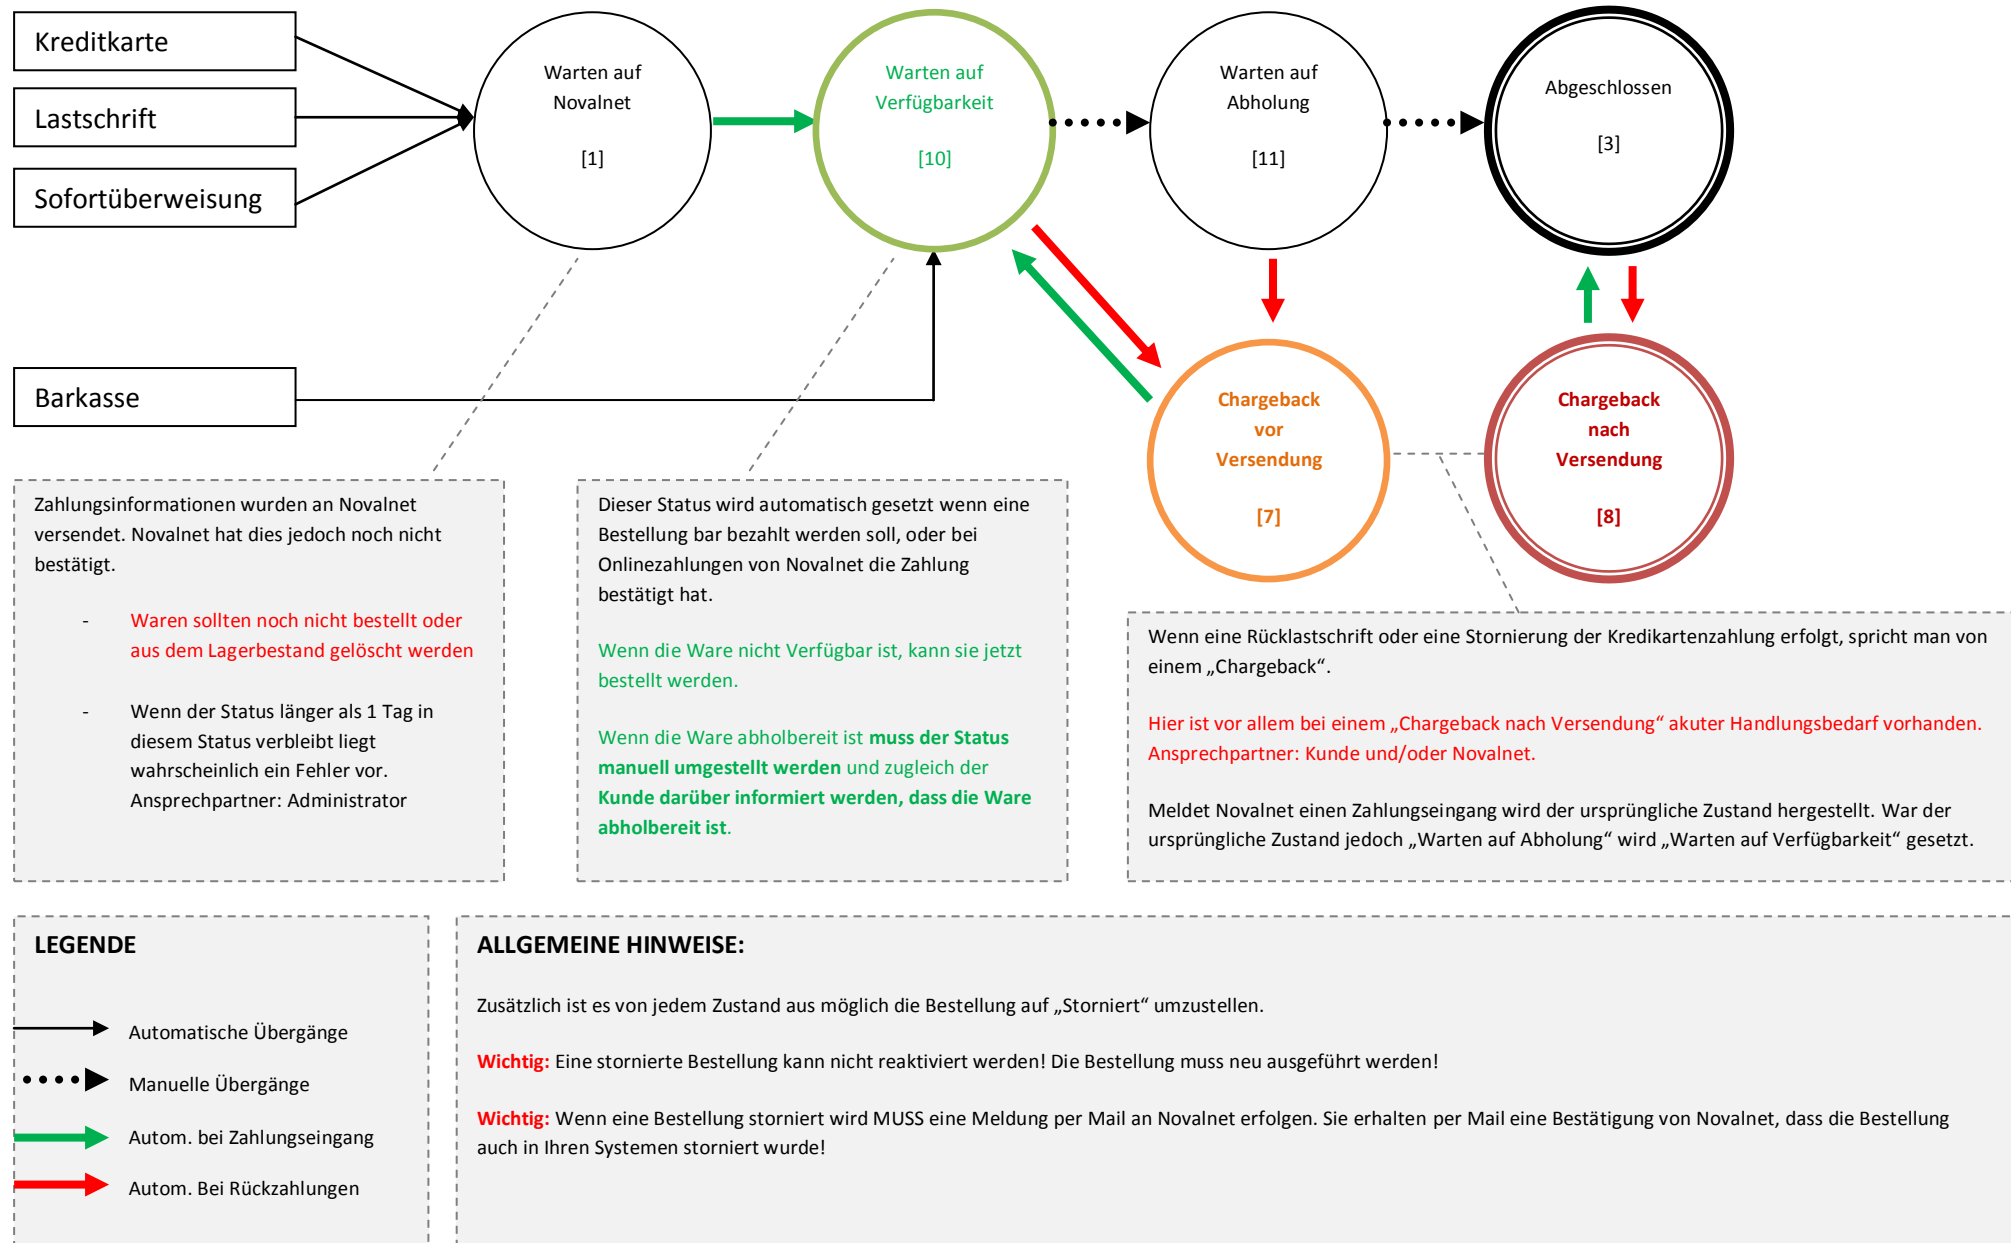 Kreditkarte
Lastschrift
Sofortüberweisung
Barkasse
Warten auf
Novalnet
[1]
Warten auf
Verfügbarkeit
[10]
Warten auf
Abholung
[11]
Abgeschlossen
[3]
Chargeback
vor
Versendung
[7]
Chargeback
nach
Versendung
[8]
Zahlungsinformationen wurden an Novalnet
versendet. Novalnet hat dies jedoch noch nicht
bestätigt.
- Waren sollten noch nicht bestellt oder
aus dem Lagerbestand gelöscht werden
- Wenn der Status länger als 1 Tag in
diesem Status verbleibt liegt
wahrscheinlich ein Fehler vor.
Ansprechpartner: Administrator
Dieser Status wird automatisch gesetzt wenn eine
Bestellung bar bezahlt werden soll, oder bei
Onlinezahlungen von Novalnet die Zahlung
bestätigt hat.
Wenn die Ware nicht Verfügbar ist, kann sie jetzt
bestellt werden.
Wenn die Ware abholbereit ist muss der Status
manuell umgestellt werden und zugleich der
Kunde darüber informiert werden, dass die Ware
abholbereit ist.
Wenn eine Rücklastschrift oder eine Stornierung der Kredikartenzahlung erfolgt, spricht man von
einem „Chargeback“.
Hier ist vor allem bei einem „Chargeback nach Versendung“ akuter Handlungsbedarf vorhanden.
Ansprechpartner: Kunde und/oder Novalnet.
Meldet Novalnet einen Zahlungseingang wird der ursprüngliche Zustand hergestellt. War der
ursprüngliche Zustand jedoch „Warten auf Abholung“ wird „Warten auf Verfügbarkeit“ gesetzt.
LEGENDE
Automatische Übergänge
Manuelle Übergänge
Autom. bei Zahlungseingang
Autom. Bei Rückzahlungen
ALLGEMEINE HINWEISE:
Zusätzlich ist es von jedem Zustand aus möglich die Bestellung auf „Storniert“ umzustellen.
Wichtig: Eine stornierte Bestellung kann nicht reaktiviert werden! Die Bestellung muss neu ausgeführt werden!
Wichtig: Wenn eine Bestellung storniert wird MUSS eine Meldung per Mail an Novalnet erfolgen. Sie erhalten per Mail eine Bestätigung von Novalnet, dass die Bestellung
auch in Ihren Systemen storniert wurde!